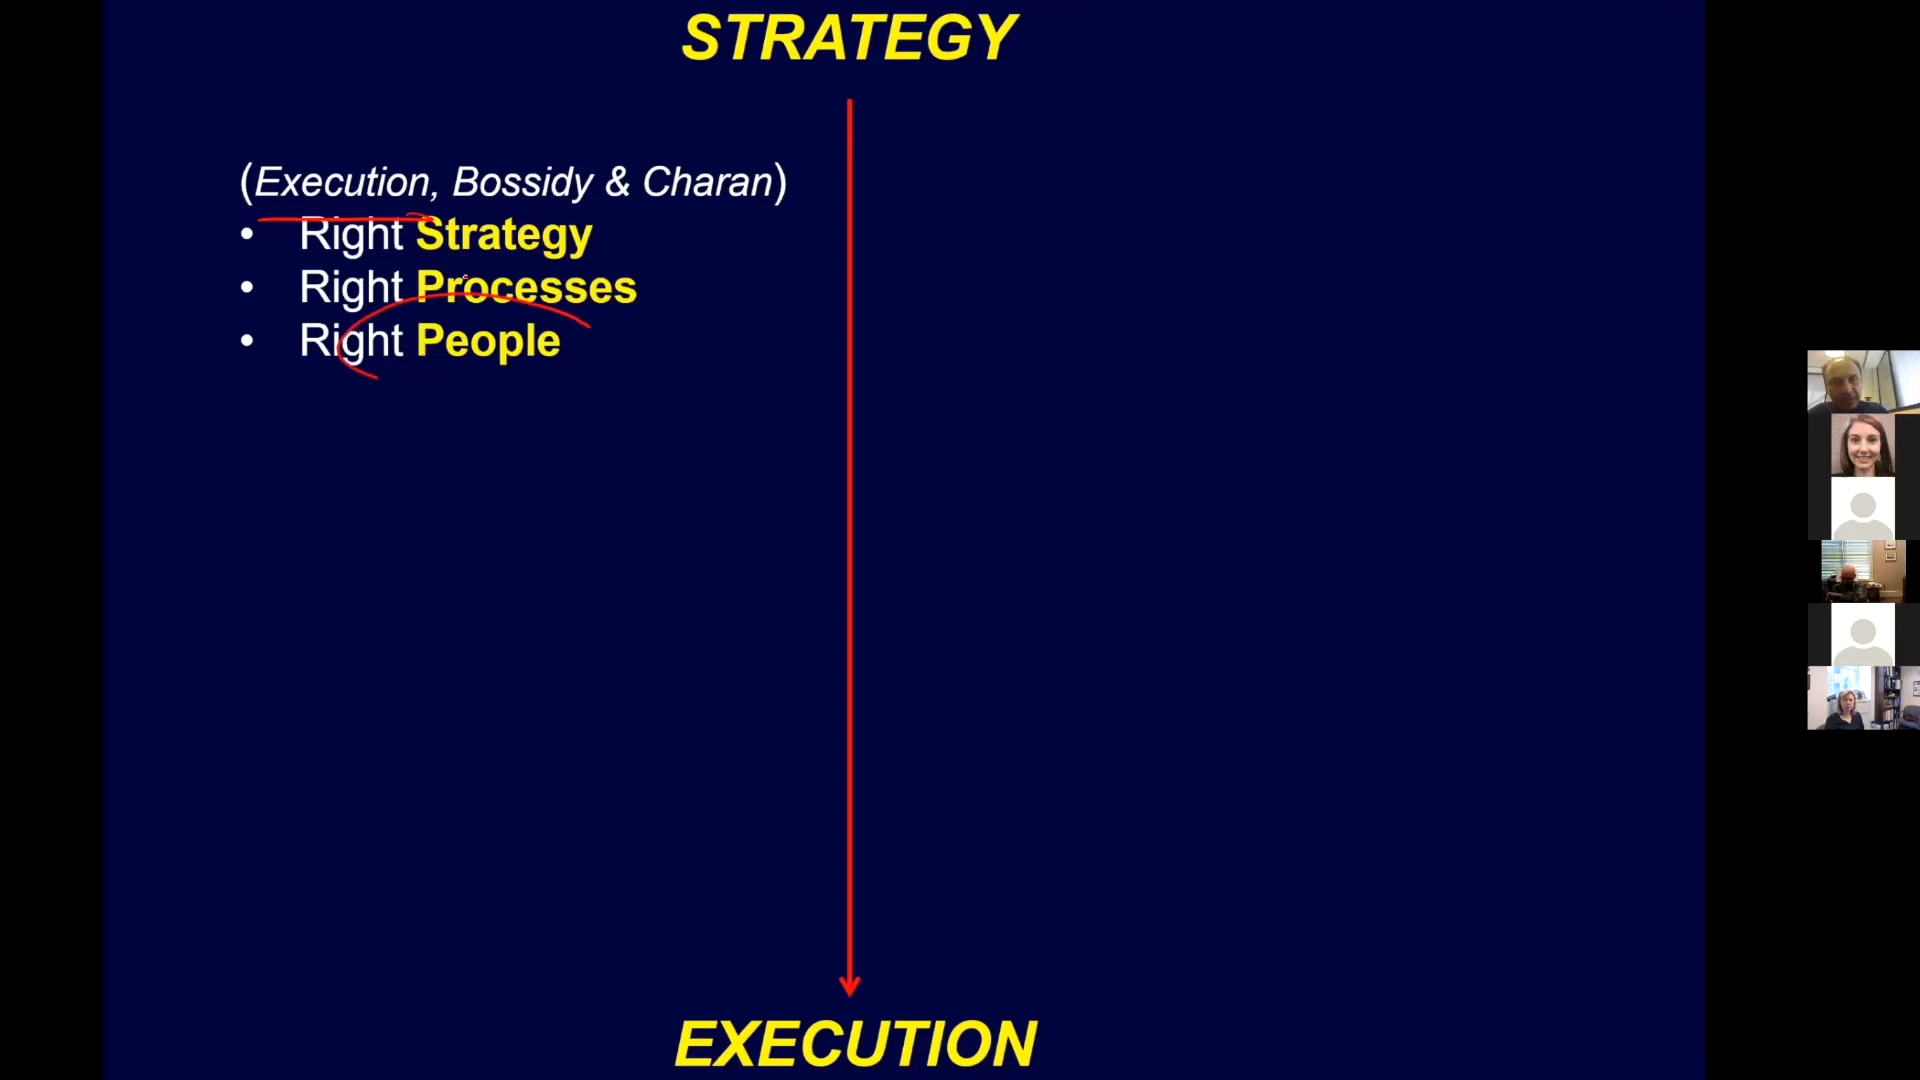 STRATEGY
(Execution, Bossidy & Charan)
• Right Strategy
• Right Processes
• Right People
EXECUTION